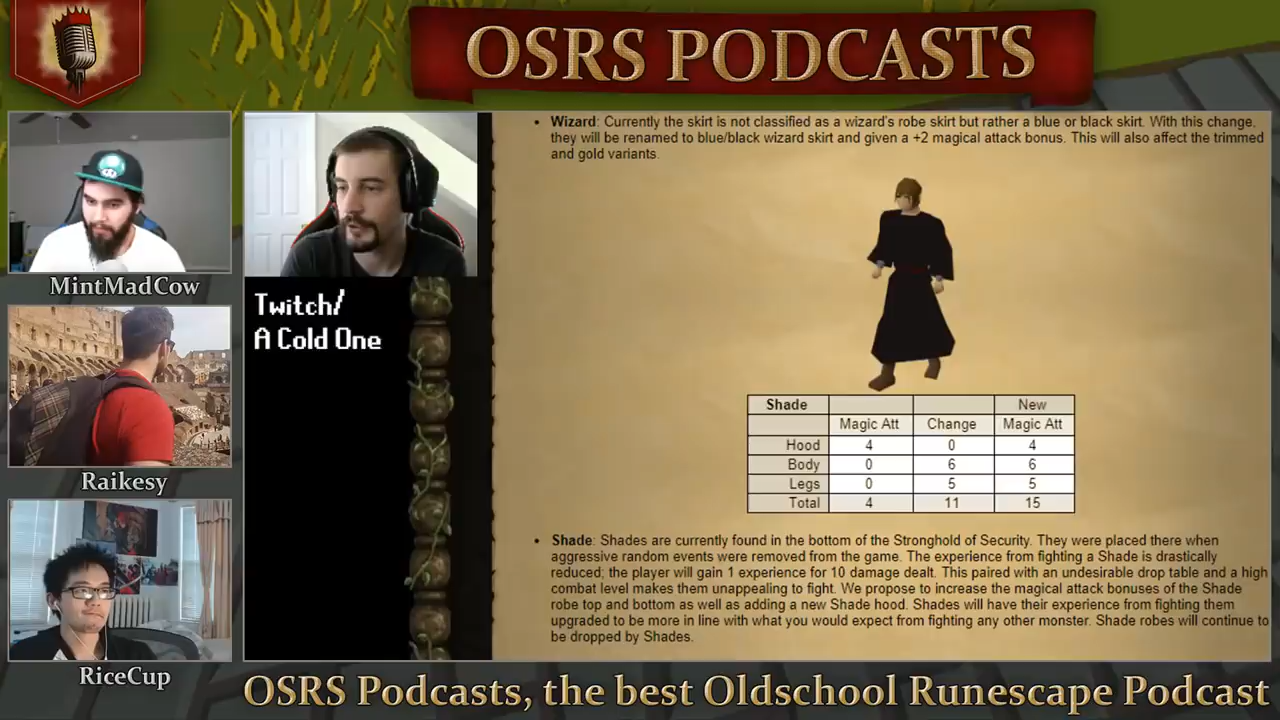 OSRS PODCASTS
• Wizard: Currently the skirt is not classified as a wizard's robe skirt but rather a blue or black skirt. With this change,
they will be renamed to blue/black wizard skirt and given a +2 magical attack bonus. This will also affect the trimmed
and gold variants.
MintMadCow
Twitch/
A Cold One
Raikesy
RiceCup
Shade New
Magic Att Change Magic Att
Hood 4 0 4
Body 0 6 6
Legs 0 5 5
Total 4 11 15
• Shade: Shades are currently found in the bottom of the Stronghold of Security. They were placed there when
aggressive random events were removed from the game. The experience from fighting a Shade is drastically
reduced; the player will gain 1 experience for 10 damage dealt. This paired with an undesirable drop table and a high
combat level makes them unappealing to fight. We propose to increase the magical attack bonuses of the Shade
robe top and bottom as well as adding a new Shade hood. Shades will have their experience from fighting them
upgraded to be more in line with what you would expect from fighting any other monster. Shade robes will continue to
be dropped by Shades.
OSRS Podcasts, the best Oldschool Runescape Podcast